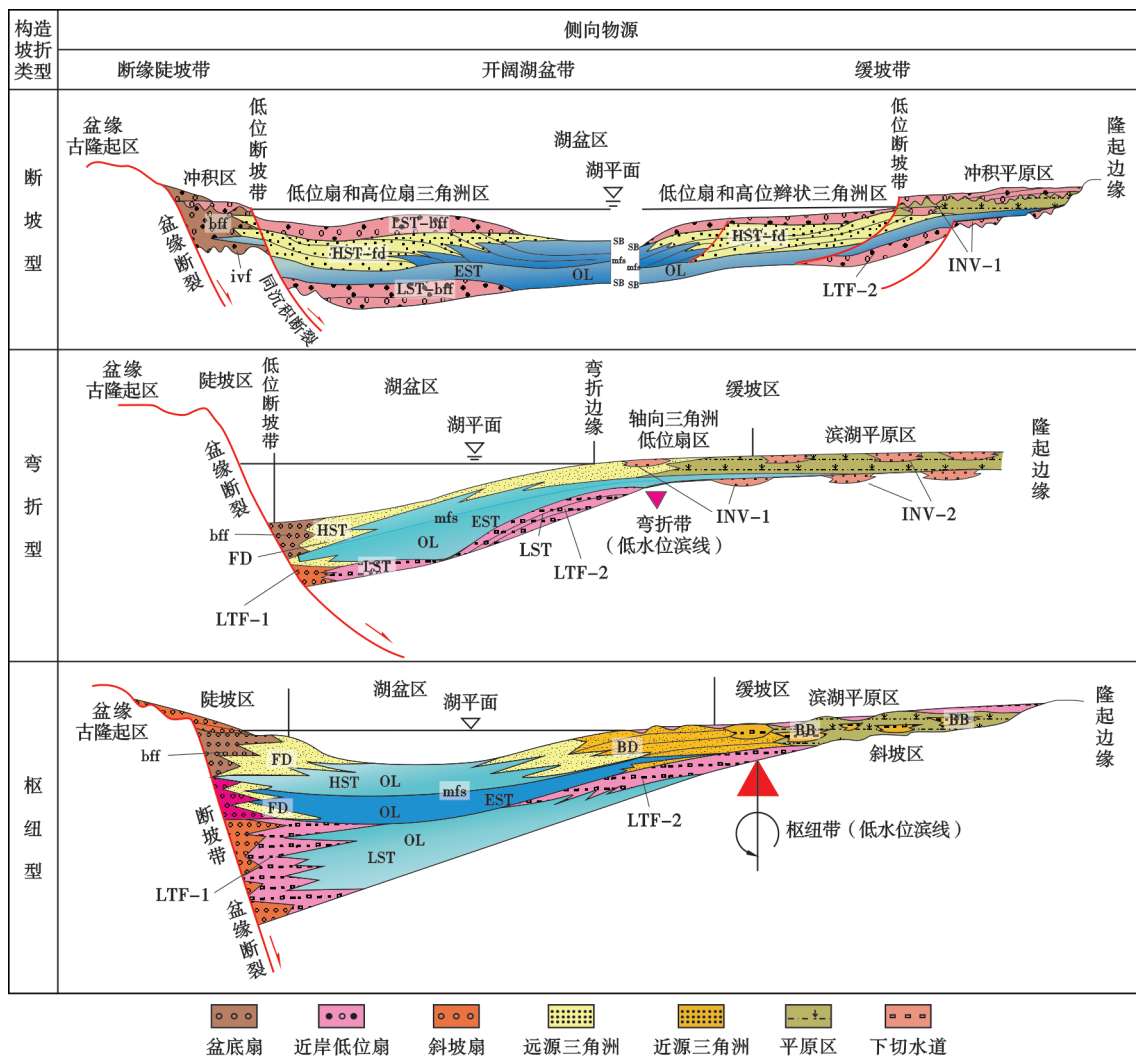 构造
坡折
类型
侧向物源
断缘陡坡带
开阔湖盆带
缓坡带
断坡型
盆缘
古隆起区
冲积区
低位断坡带
低位扇和高位扇三角洲区
湖盆区
湖平面
低位扇和高位辫状三角洲区
低位断坡带
冲积平原区
隆起边缘
bff
ivf
盆缘断裂
同沉积断裂
LST-bff
HST-fd
EST
OL
LST-bff
SB
SB
mfs
mfs
SB
SB
OL
HST-fd
LTF-2
INV-1
弯折型
盆缘
古隆起区
陡坡区
低位断坡带
湖盆区
湖平面
弯折边缘
轴向三角洲
低位扇区
缓坡区
滨湖平原区
隆起边缘
盆缘断裂
bff
FD
HST
LTF-1
LST
mfs
EST
OL
LST
LTF-2
弯折带
（低水位滨线）
INV-1
INV-2
枢纽型
盆缘
古隆起区
陡坡区
湖盆区
湖平面
缓坡区
滨湖平原区
隆起边缘
bff
FD
HST
OL
mfs
BD
BB
BB
斜坡区
FD
OL
EST
LTF-2
断坡带
OL
LST
LTF-1
盆缘断裂
枢纽带（低水位滨线）
盆底扇
近岸低位扇
斜坡扇
远源三角洲
近源三角洲
平原区
下切水道